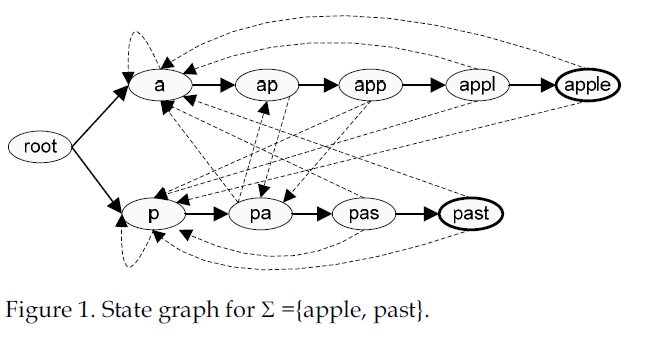 a
ap
app
appl
apple
root
p
pa
pas
past
Figure 1. State graph for Σ ={apple, past}.